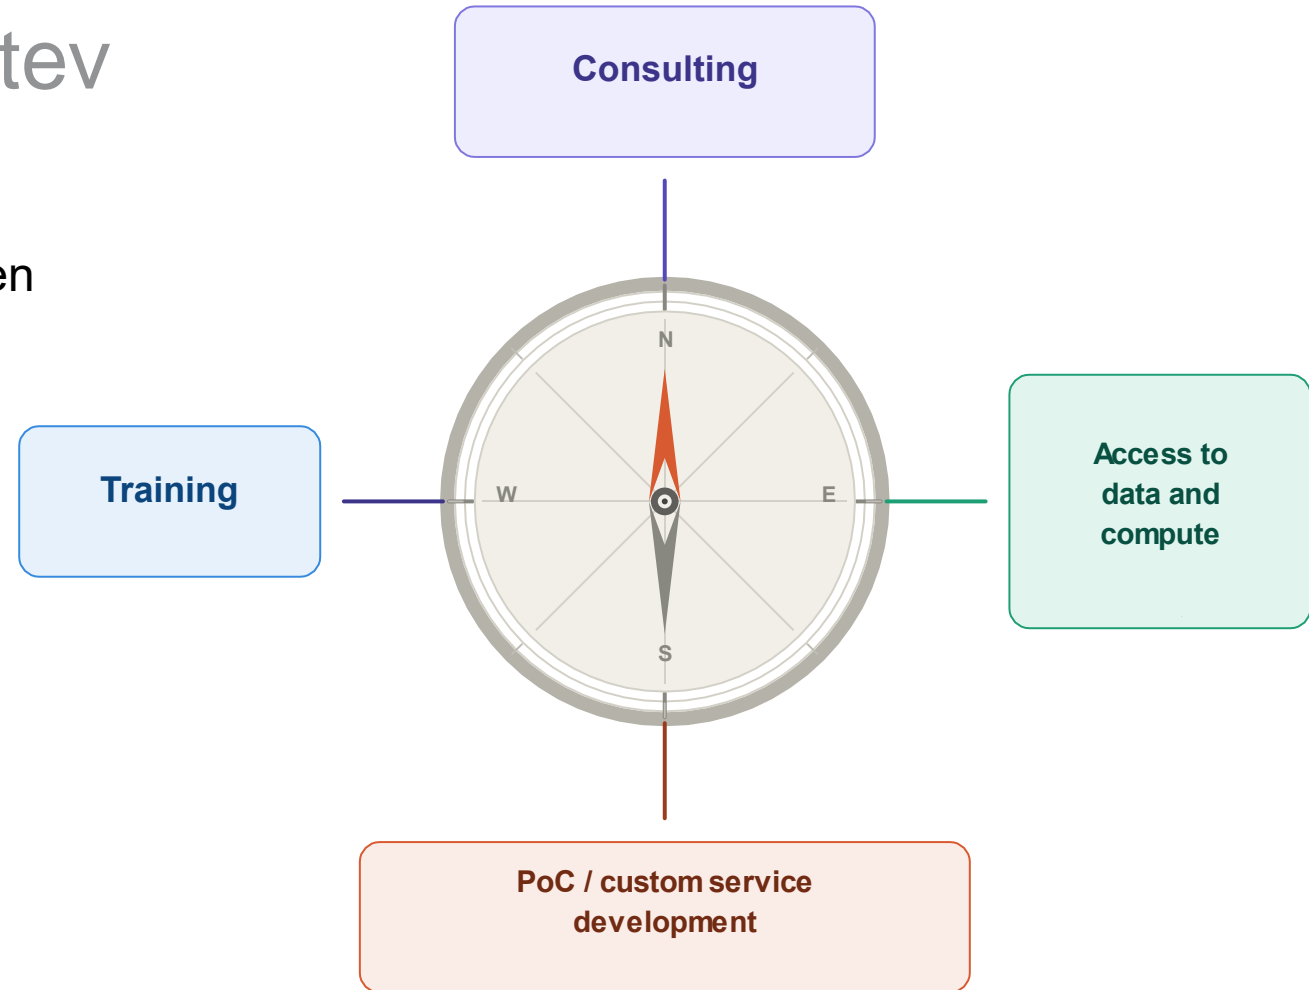 tev
Consulting
en
N
Training
W
E
Access to
data and
compute
S
PoC / custom service
development